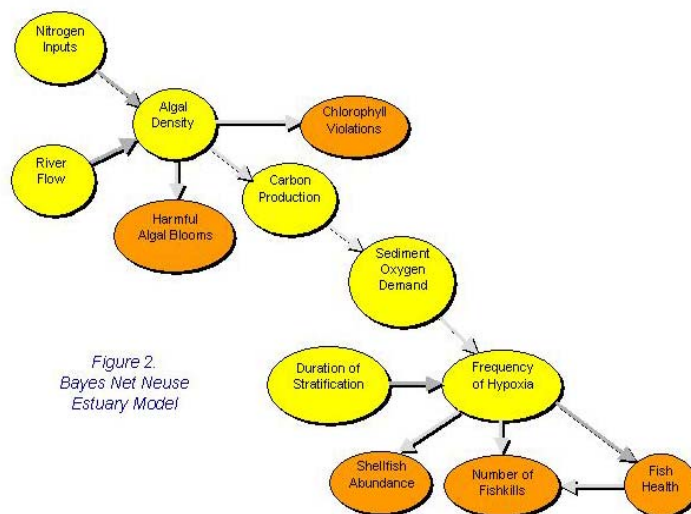 Nitrogen
Inputs
Algal
Density
Chlorophyll
Violations
River
Flow
Carbon
Production
Harmful
Algal Blooms
Sediment
Oxygen
Demand
Figure 2.
Bayes Net Neuse
Estuary Model
Duration of
Stratification
Frequency
of Hypoxia
Shellfish
Abundance
Number of
Fishkills
Fish
Health